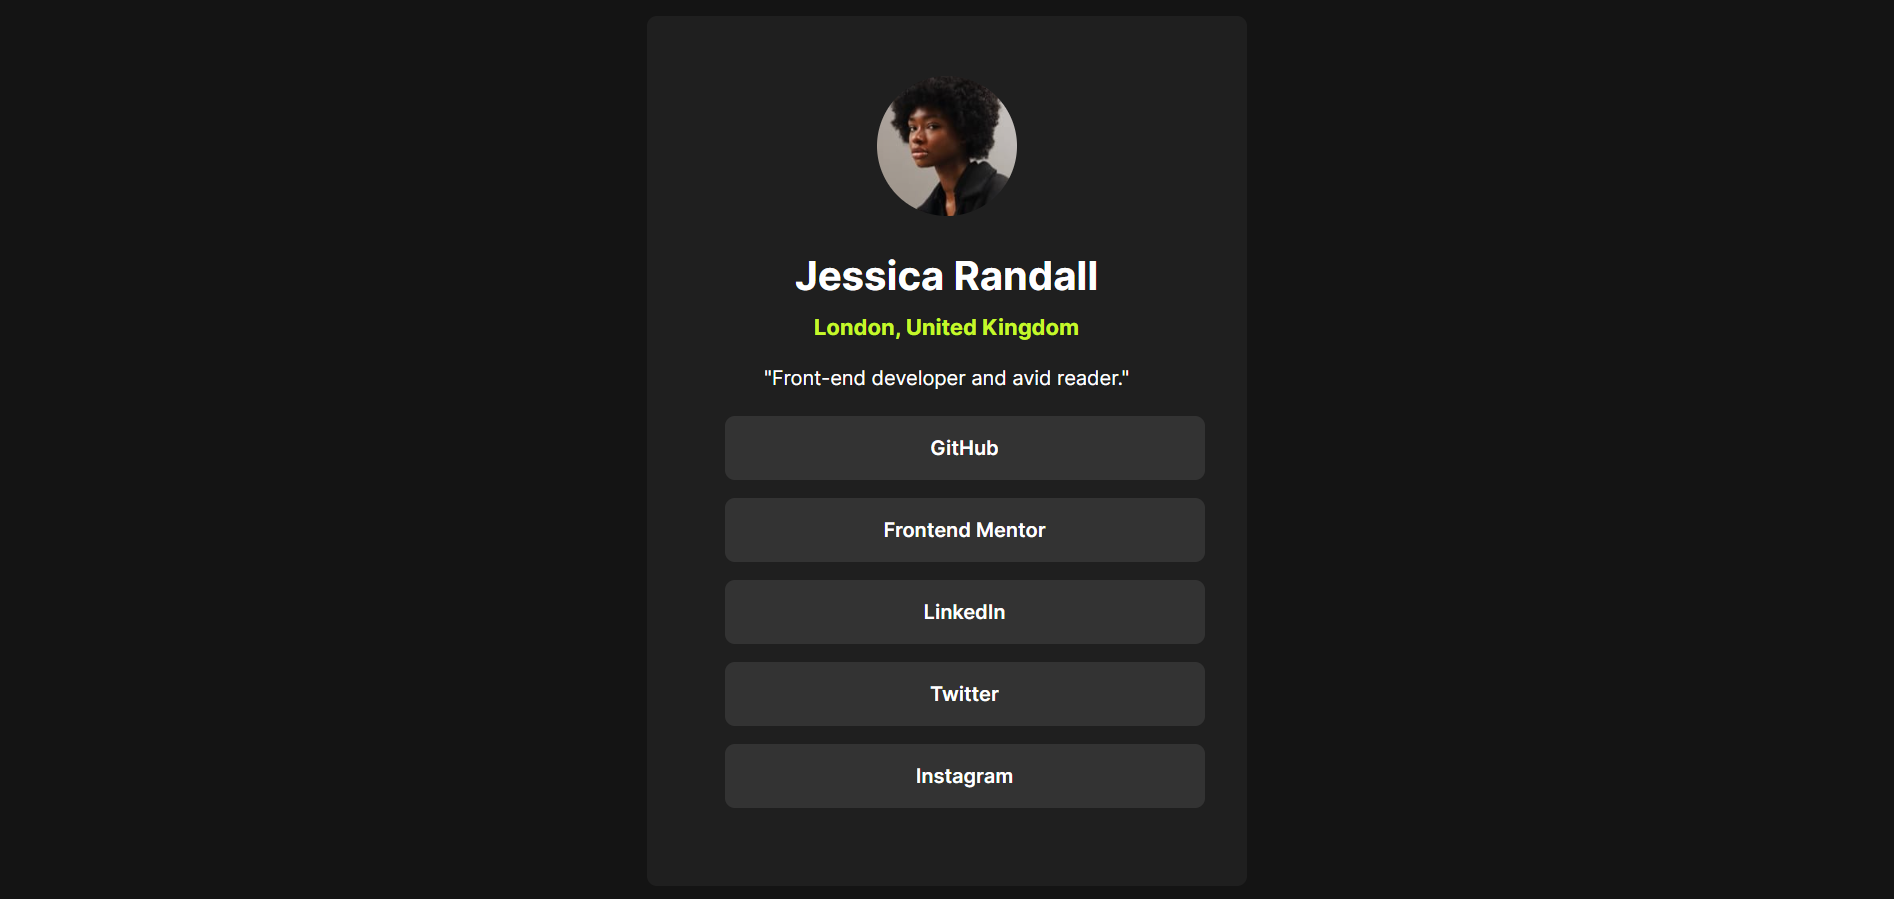 Jessica Randall
London, United Kingdom
"Front-end developer and avid reader."
GitHub
Frontend Mentor
LinkedIn
Twitter
Instagram